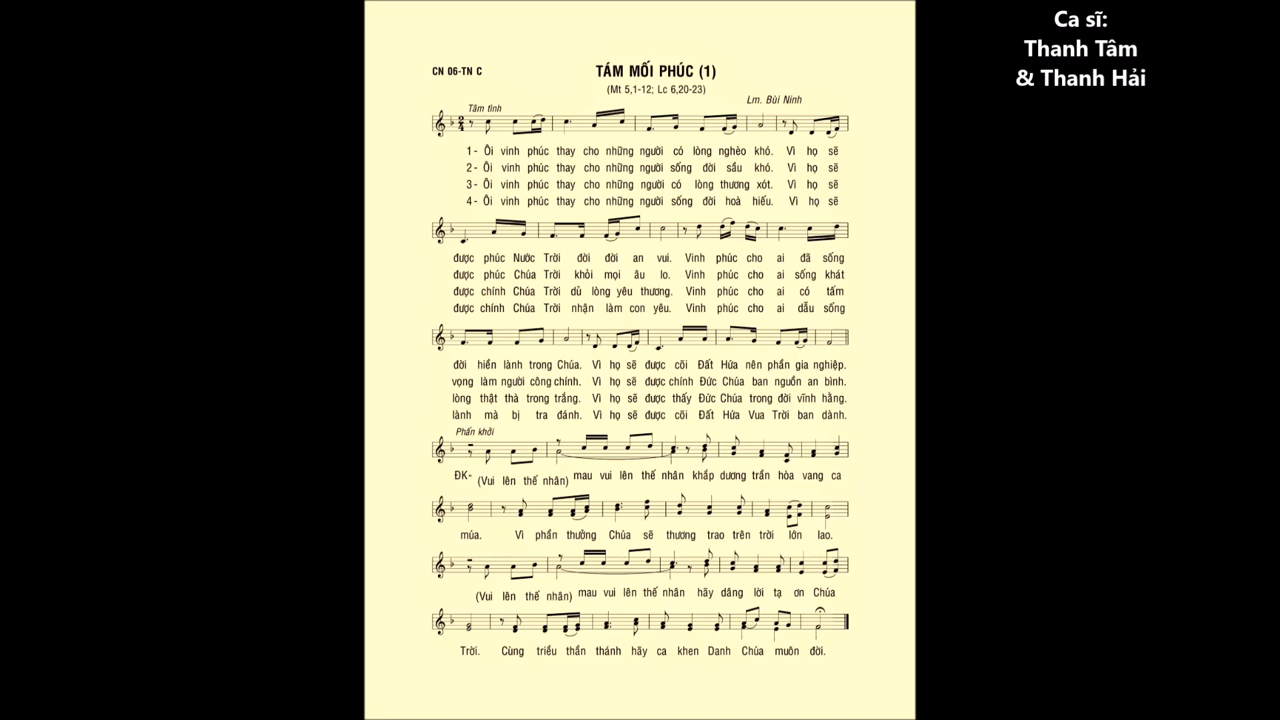 Ca sĩ:
Thanh Tâm
& Thanh Hải
CN 06-TN C
TÁM MỐI PHÚC (1)
(Mt 5,1-12; Lc 6,20-23)
Lm. Bùi Ninh
Tâm tình
2
4
1- Ôi vinh phúc thay cho những người có lòng nghèo khó. Vì họ sẽ
2- Ôi vinh phúc thay cho những người sống đời sầu khó. Vì họ sẽ
3- Ôi vinh phúc thay cho những người có lòng thương xót. Vì họ sẽ
4- Ôi vinh phúc thay cho những người sống đời hoà hiếu. Vì họ sẽ
được phúc Nước Trời đời đời an vui. Vinh phúc cho ai đã sống
được phúc Chúa Trời khỏi mọi âu lo. Vinh phúc cho ai sống khát
được chính Chúa Trời dủ lòng yêu thương. Vinh phúc cho ai có tấm
được chính Chúa Trời nhận làm con yêu. Vinh phúc cho ai dẫu sống
đời hiền lành trong Chúa. Vì họ sẽ được cõi Đất Hứa nên phần gia nghiệp.
vọng làm người công chính. Vì họ sẽ được chính Đức Chúa ban nguồn an bình.
lòng thật thà trong trắng. Vì họ sẽ được thấy Đức Chúa trong đời vĩnh hằng.
lành mà bị tra đánh. Vì họ sẽ được cõi Đất Hứa Vua Trời ban dành.
Phấn khởi
ĐK- (Vui lên thế nhân) mau vui lên thế nhân khắp dương trần hòa vang ca
múa. Vì phần thưởng Chúa sẽ thương trao trên trời lớn lao.
(Vui lên thế nhân) mau vui lên thế nhân hãy dâng lời tạ ơn Chúa
Trời. Cùng triều thần thánh hãy ca khen Danh Chúa muôn đời.